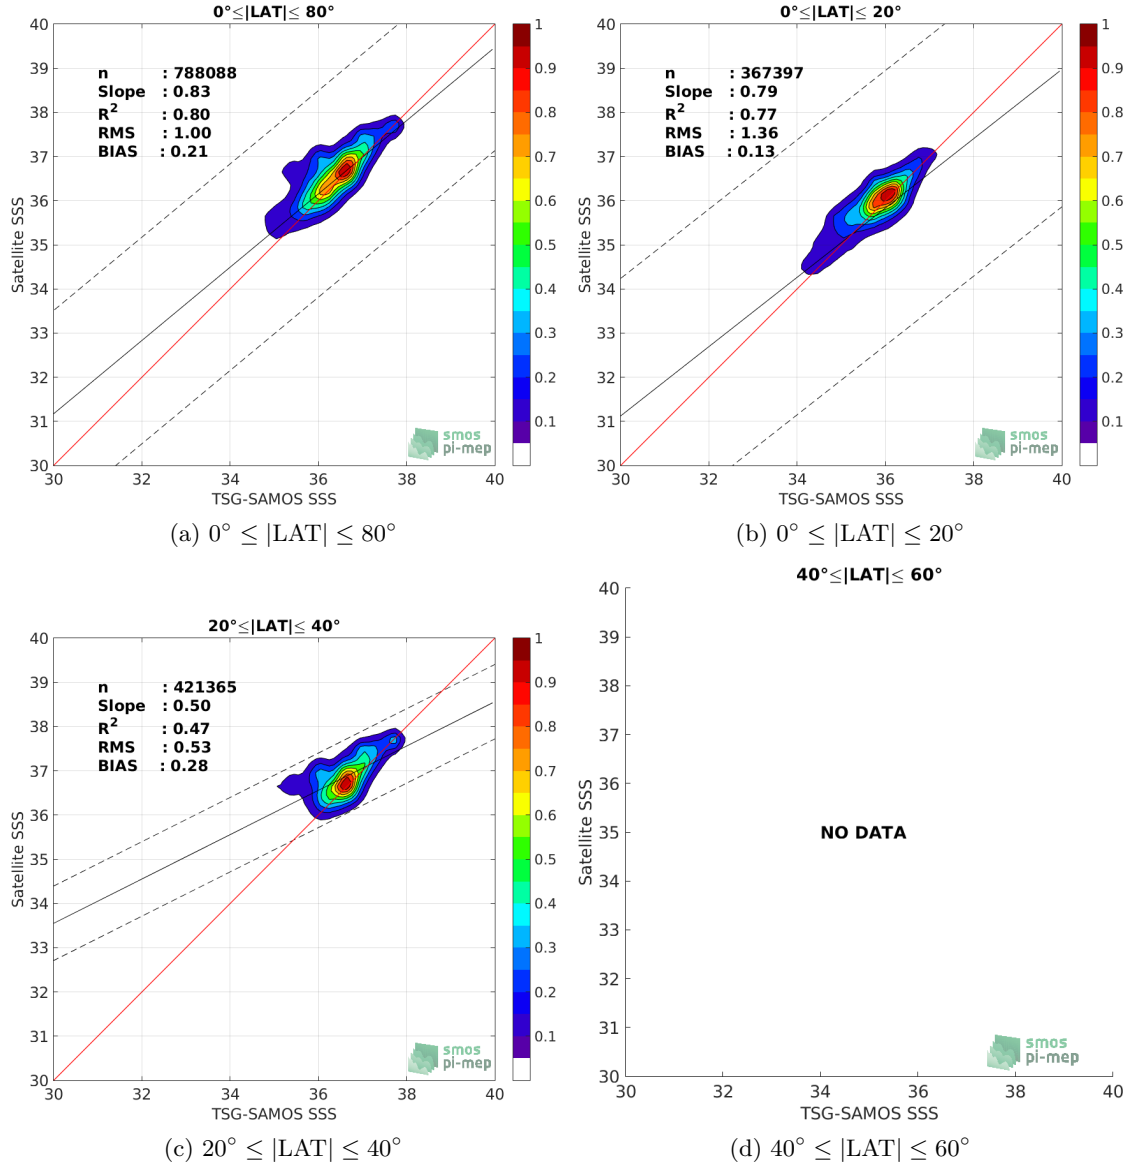 0°≤|LAT|≤ 80°
n : 788088
Slope : 0.83
R² : 0.80
RMS : 1.00
BIAS : 0.21
40
39
38
37
36
35
34
33
32
31
30
Satellite SSS
30 32 34 36 38 40
TSG-SAMOS SSS
1
0.9
0.8
0.7
0.6
0.5
0.4
0.3
0.2
0.1
smos
pi-mep
(a) 0° ≤ |LAT| ≤ 80°
0°≤|LAT|≤ 20°
n : 367397
Slope : 0.79
R² : 0.77
RMS : 1.36
BIAS : 0.13
40
39
38
37
36
35
34
33
32
31
30
Satellite SSS
30 32 34 36 38 40
TSG-SAMOS SSS
1
0.9
0.8
0.7
0.6
0.5
0.4
0.3
0.2
0.1
smos
pi-mep
(b) 0° ≤ |LAT| ≤ 20°
20°≤|LAT|≤ 40°
n : 421365
Slope : 0.50
R² : 0.47
RMS : 0.53
BIAS : 0.28
40
39
38
37
36
35
34
33
32
31
30
Satellite SSS
30 32 34 36 38 40
TSG-SAMOS SSS
1
0.9
0.8
0.7
0.6
0.5
0.4
0.3
0.2
0.1
smos
pi-mep
(c) 20° ≤ |LAT| ≤ 40°
40°≤|LAT|≤ 60°
40
39
38
37
36
35
34
33
32
31
30
Satellite SSS
NO DATA
30 32 34 36 38 40
TSG-SAMOS SSS
smos
pi-mep
(d) 40° ≤ |LAT| ≤ 60°